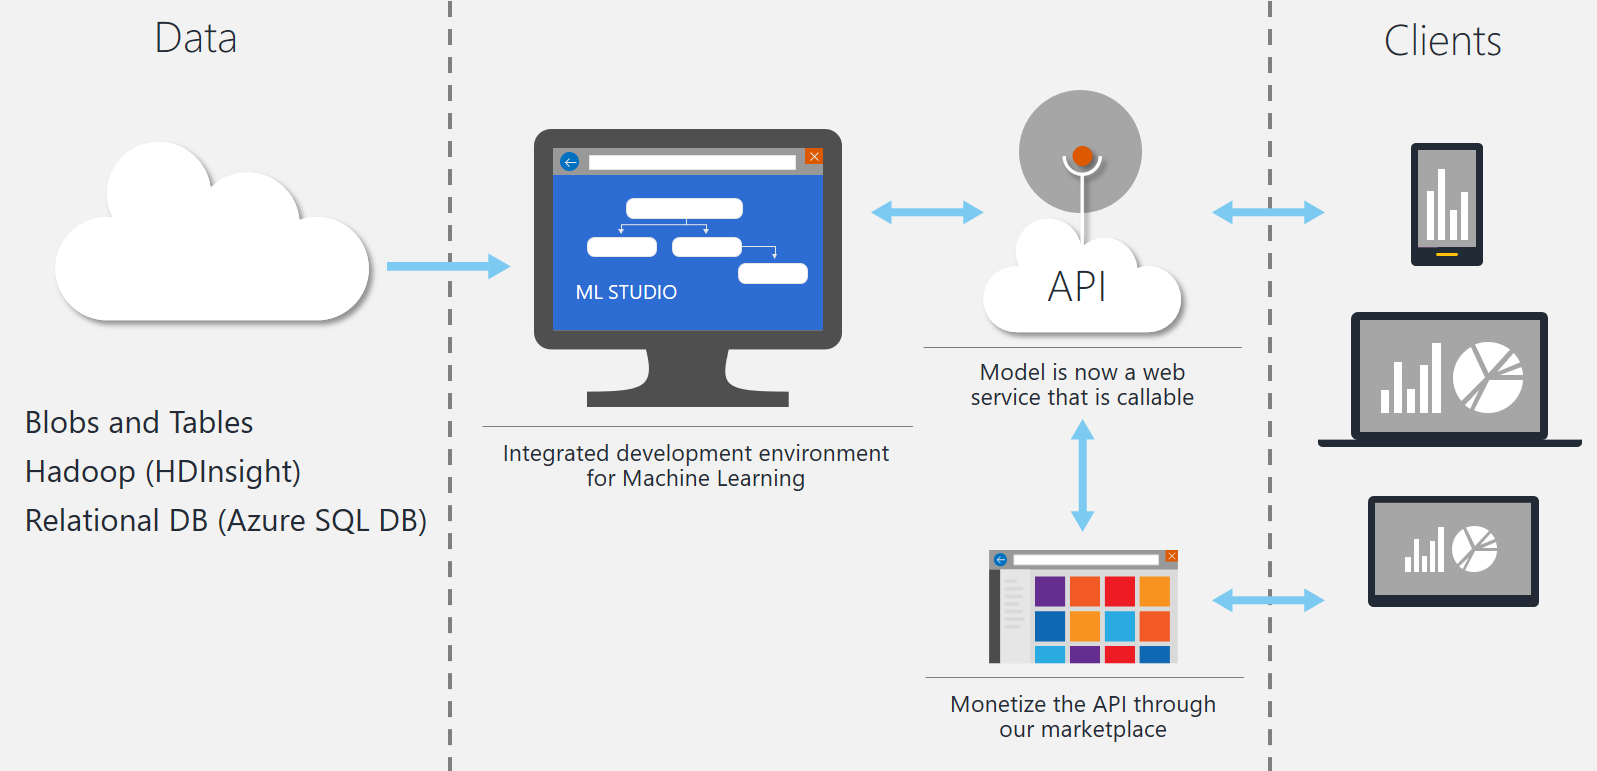 Data
Blobs and Tables
Hadoop (HDInsight)
Relational DB (Azure SQL DB)
ML STUDIO
Integrated development environment
for Machine Learning
API
Model is now a web
service that is callable
Monetize the API through
our marketplace
Clients